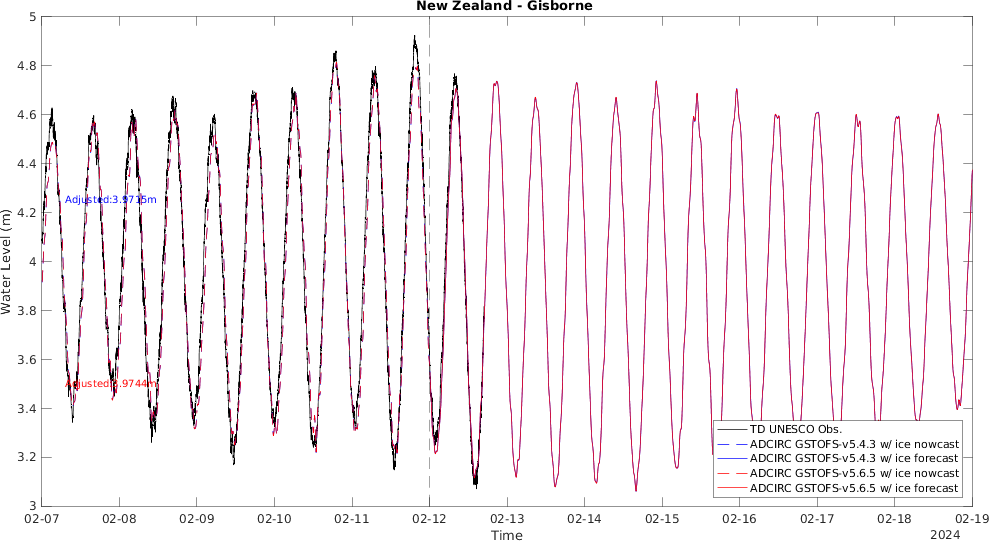 New Zealand - Gisborne
5
4.8
4.6
4.4
4.2
4
3.8
3.6
3.4
3.2
3
Water Level (m)
Adjusted:3.9715m
Adjusted:3.9744m
TD UNESCO Obs.
ADCIRC GSTOFS-v5.4.3 w/ ice nowcast
ADCIRC GSTOFS-v5.4.3 w/ ice forecast
ADCIRC GSTOFS-v5.6.5 w/ ice nowcast
ADCIRC GSTOFS-v5.6.5 w/ ice forecast
02-07 02-08 02-09 02-10 02-11 02-12 02-13 02-14 02-15 02-16 02-17 02-18 02-19
Time
2024